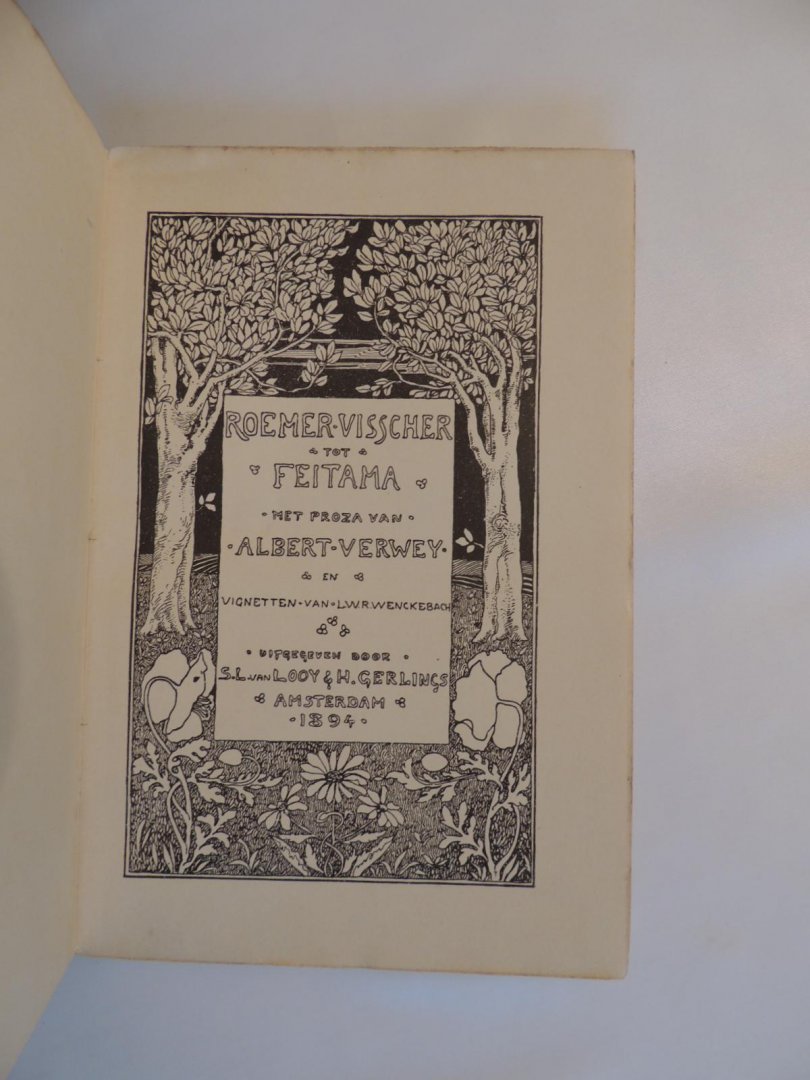 ROEMER·VISSCHER
TOT
FEITAMA
·MET PROZA VAN·
·ALBERT·VERWEY·
EN
VIGNETTEN·VAN·L.W.R.WENCKEBACH
·UITGEGEVEN DOOR·
S.L. VAN LOOY & H. GERLINGS
AMSTERDAM
·1894·